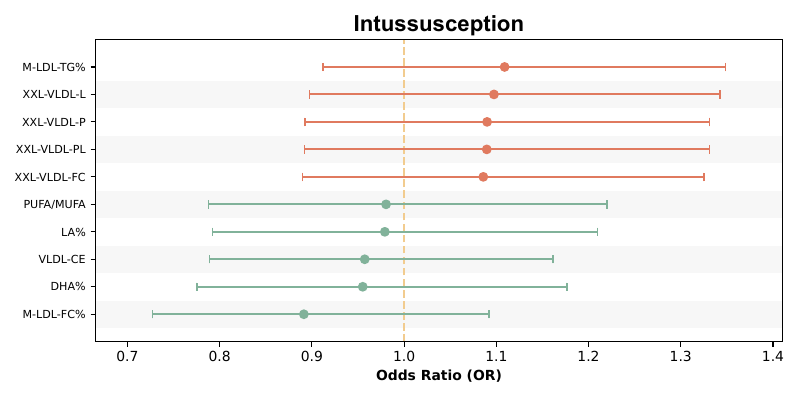 Intussusception
M-LDL-TG%
XXL-VLDL-L
XXL-VLDL-P
XXL-VLDL-PL
XXL-VLDL-FC
PUFA/MUFA
LA%
VLDL-CE
DHA%
M-LDL-FC%
0.7 0.8 0.9 1.0 1.1 1.2 1.3 1.4
Odds Ratio (OR)